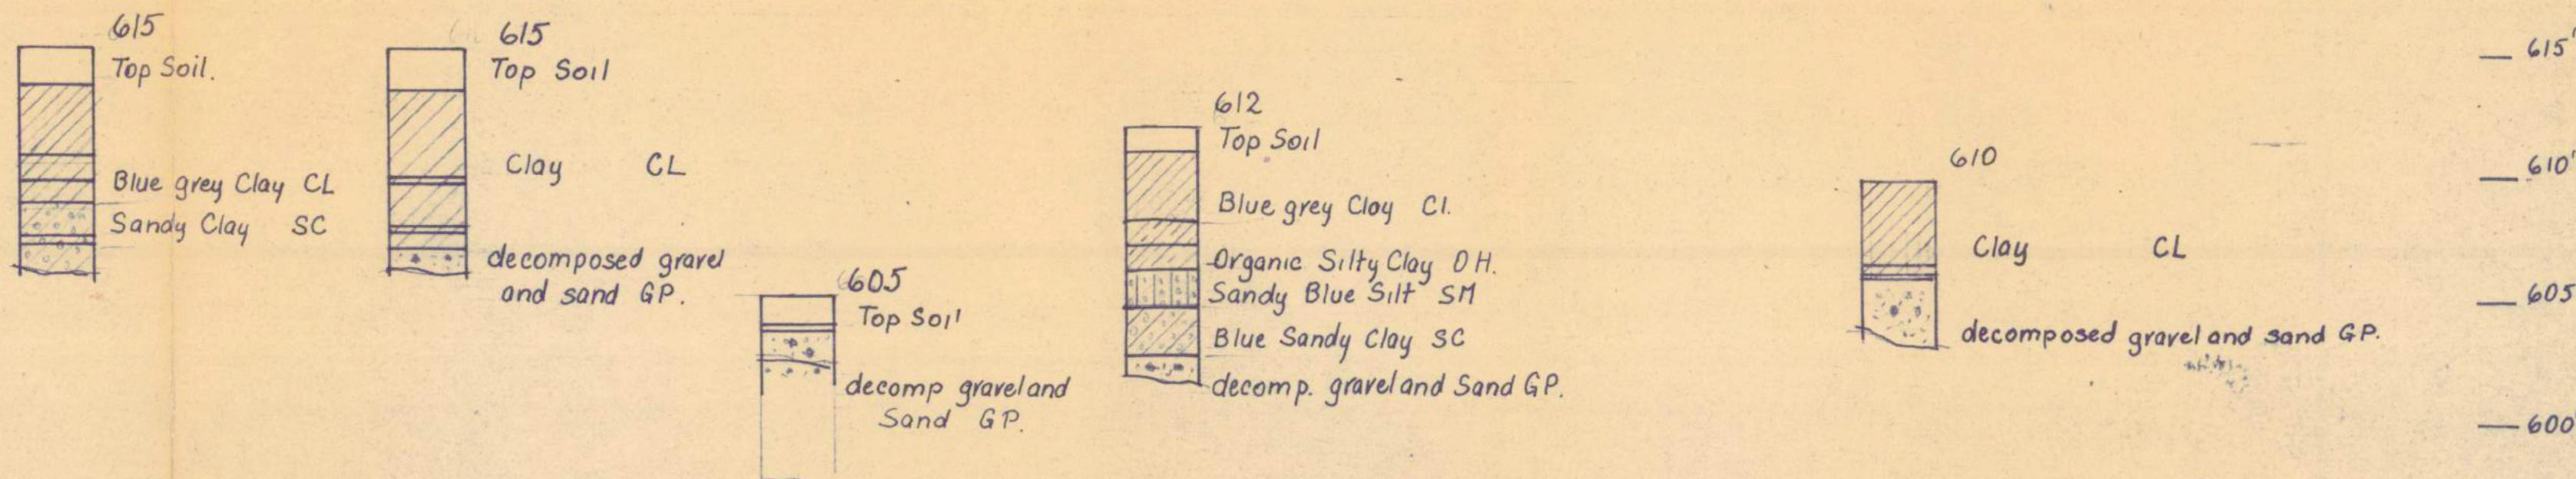 615
Top Soil.
Blue grey Clay CL
Sandy Clay SC
615
Top Soil
Clay CL
decomposed gravel
and sand GP.
605
Top Soil
decomp gravel and
Sand GP.
612
Top Soil
Blue grey Clay Cl.
Organic Silty Clay OH.
Sandy Blue Silt SM
Blue Sandy Clay SC
decomp. gravel and Sand GP.
610
Clay CL
decomposed gravel and sand GP.
615'
610'
605
600